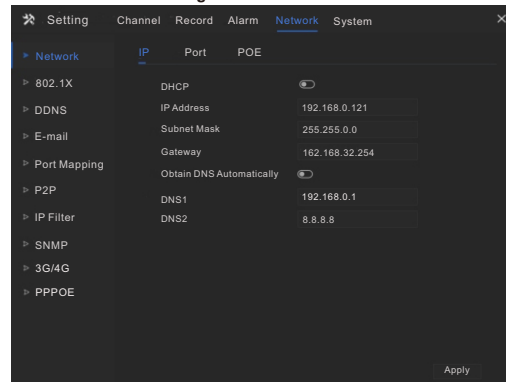 Setting Channel Record Alarm Network System
Network
802.1X
DDNS
E-mail
Port Mapping
P2P
IP Filter
SNMP
3G/4G
PPPOE
IP Port POE
DHCP
IP Address 192.168.0.121
Subnet Mask 255.255.0.0
Gateway 162.168.32.254
Obtain DNS Automatically
DNS1 192.168.0.1
DNS2 8.8.8.8
Apply